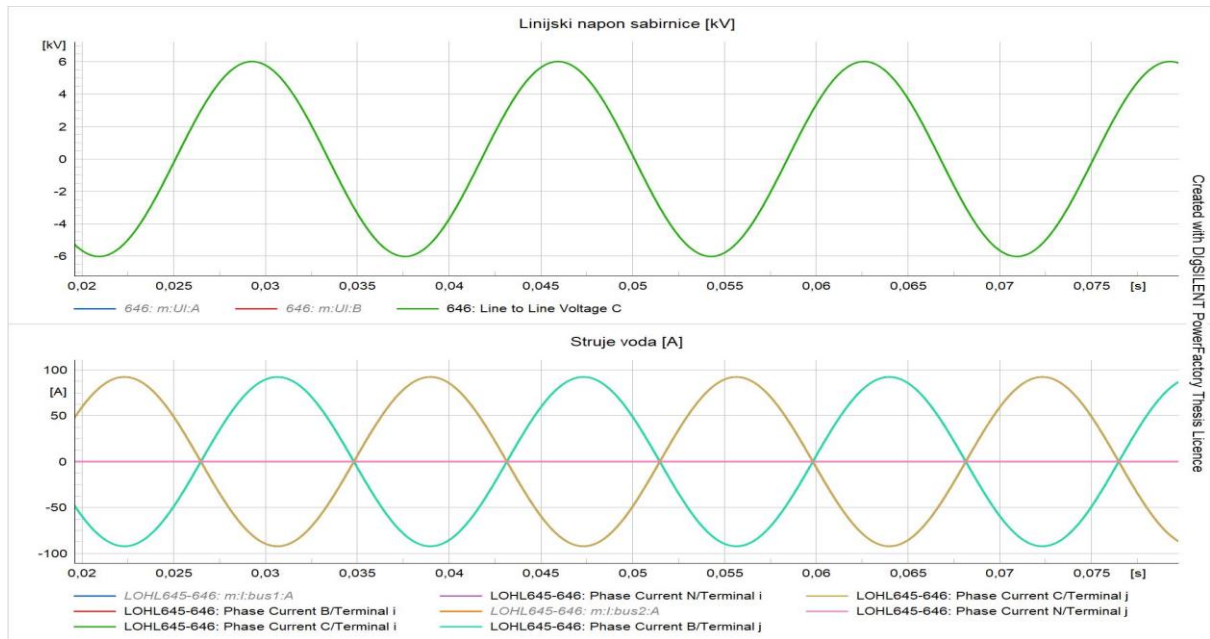 Linijski napon sabirnice [kV]
[kV]
6
4
2
0
-2
-4
-6
0,02 0,025 0,03 0,035 0,04 0,045 0,05 0,055 0,06 0,065 0,07 0,075 [s]
646: m:Ul:A 646: m:Ul:B 646: Line to Line Voltage C
Struje voda [A]
100
[A]
50
0
-50
-100
0,02 0,025 0,03 0,035 0,04 0,045 0,05 0,055 0,06 0,065 0,07 0,075 [s]
LOHL645-646: m:I:bus1:A LOHL645-646: Phase Current N/Terminal i LOHL645-646: Phase Current C/Terminal j
LOHL645-646: Phase Current B/Terminal i LOHL645-646: m:I:bus2:A LOHL645-646: Phase Current N/Terminal j
LOHL645-646: Phase Current C/Terminal i LOHL645-646: Phase Current B/Terminal j
Created with DIgSILENT PowerFactory Thesis Licence